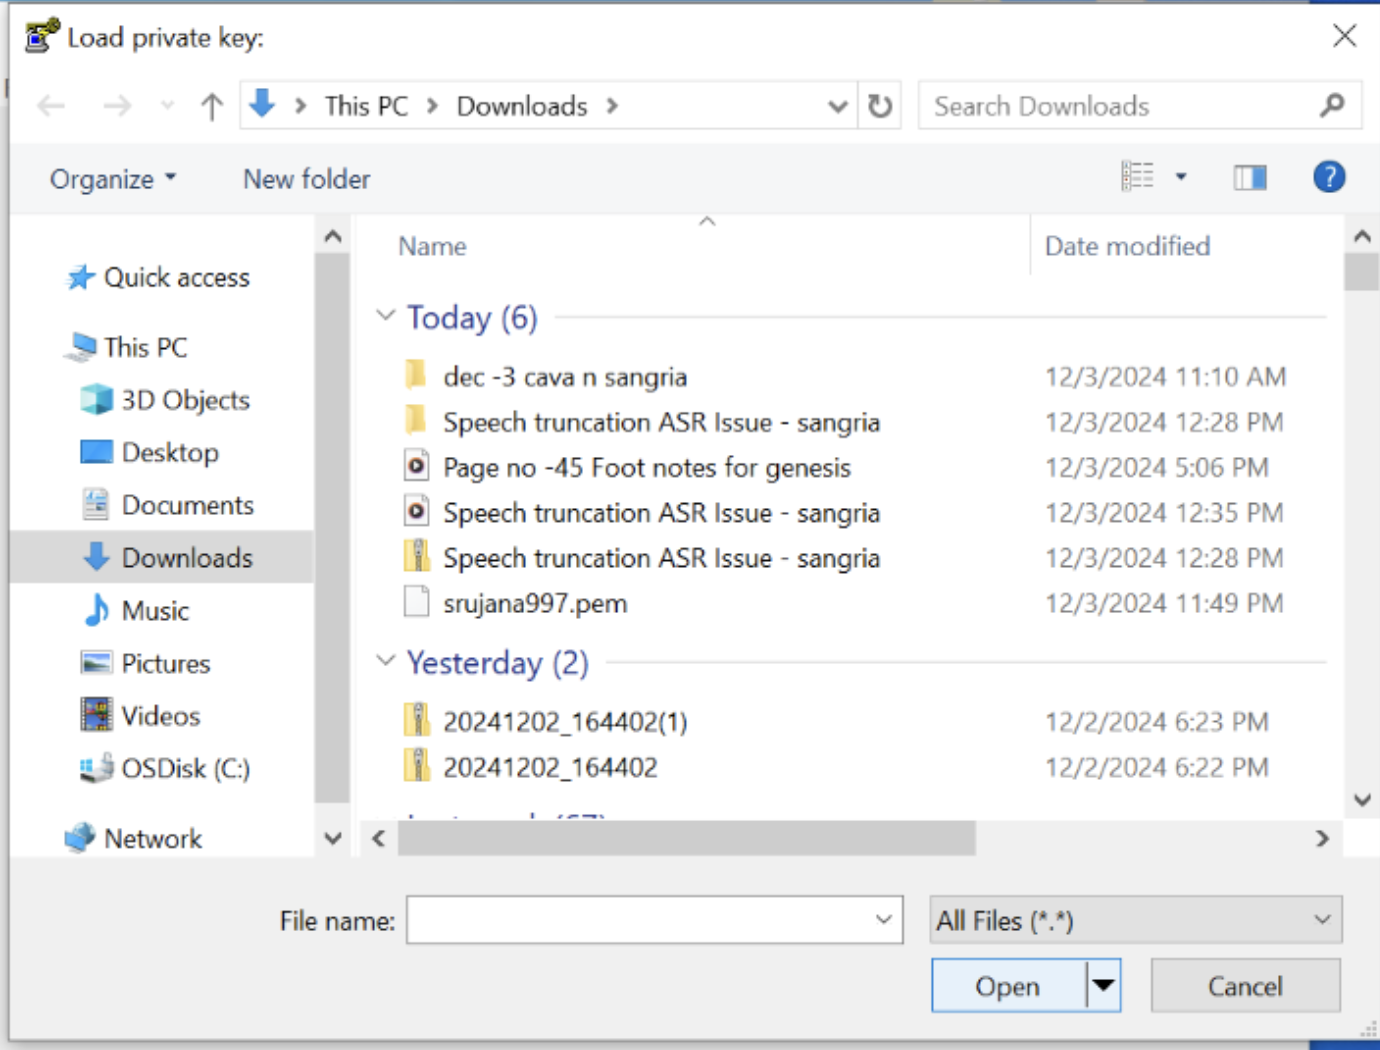 Load private key:
This PC > Downloads >
Search Downloads
Organize
New folder
Name
Date modified
Quick access
This PC
3D Objects
Desktop
Documents
Downloads
Music
Pictures
Videos
OSDisk (C:)
Network
Today (6)
dec -3 cava n sangria 12/3/2024 11:10 AM
Speech truncation ASR Issue - sangria 12/3/2024 12:28 PM
Page no -45 Foot notes for genesis 12/3/2024 5:06 PM
Speech truncation ASR Issue - sangria 12/3/2024 12:35 PM
Speech truncation ASR Issue - sangria 12/3/2024 12:28 PM
srujana997.pem 12/3/2024 11:49 PM
Yesterday (2)
20241202_164402(1) 12/2/2024 6:23 PM
20241202_164402 12/2/2024 6:22 PM
File name:
All Files (*.*)
Open
Cancel